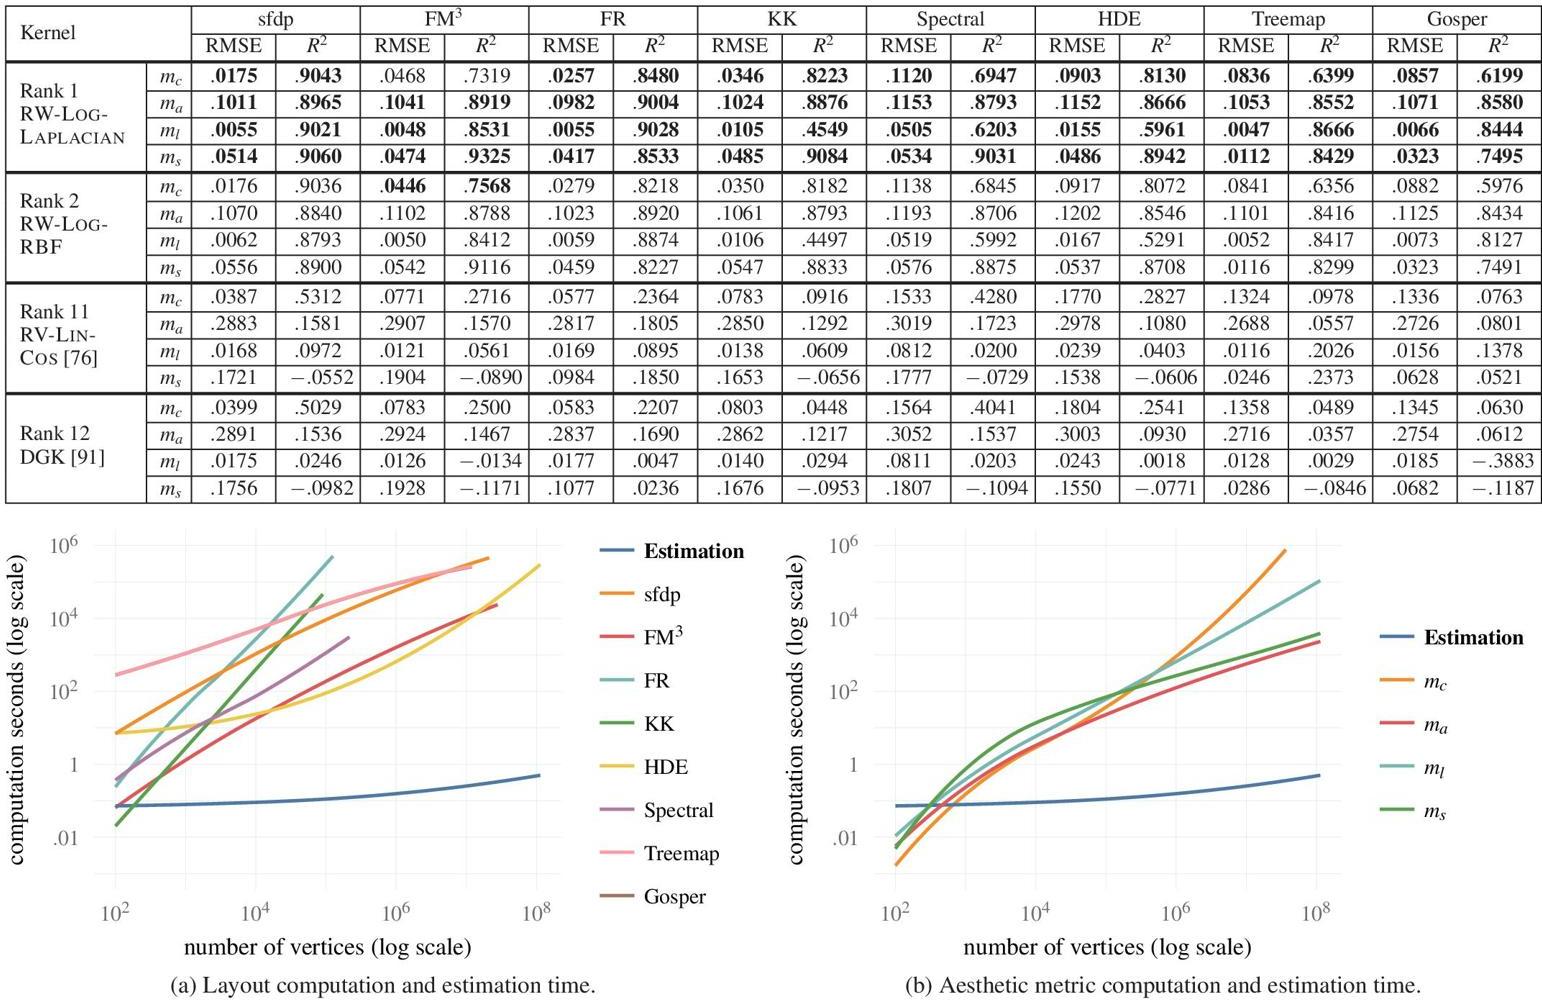 Kernel sfdp FM³ FR KK Spectral HDE Treemap Gosper
RMSE R² RMSE R² RMSE R² RMSE R² RMSE R² RMSE R² RMSE R² RMSE R²
Rank 1 RW-LOG-LAPLACIAN
m_c .0175 .9043 .0468 .7319 .0257 .8480 .0346 .8223 .1120 .6947 .0903 .8130 .0836 .6399 .0857 .6199
m_a .1011 .8965 .1041 .8919 .0982 .9004 .1024 .8876 .1153 .8793 .1152 .8666 .1053 .8552 .1071 .8580
m_l .0055 .9021 .0048 .8531 .0055 .9028 .0105 .4549 .0505 .6203 .0155 .5961 .0047 .8666 .0066 .8444
m_s .0514 .9060 .0474 .9325 .0417 .8533 .0485 .9084 .0534 .9031 .0486 .8942 .0112 .8429 .0323 .7495
Rank 2 RW-LOG-RBF
m_c .0176 .9036 .0446 .7568 .0279 .8218 .0350 .8182 .1138 .6845 .0917 .8072 .0841 .6356 .0882 .5976
m_a .1070 .8840 .1102 .8788 .1023 .8920 .1061 .8793 .1193 .8706 .1202 .8546 .1101 .8416 .1125 .8434
m_l .0062 .8793 .0050 .8412 .0059 .8874 .0106 .4497 .0519 .5992 .0167 .5291 .0052 .8417 .0073 .8127
m_s .0556 .8900 .0542 .9116 .0459 .8227 .0547 .8833 .0576 .8875 .0537 .8708 .0116 .8299 .0323 .7491
Rank 11 RV-LIN-COS [76]
m_c .0387 .5312 .0771 .2716 .0577 .2364 .0783 .0916 .1533 .4280 .1770 .2827 .1324 .0978 .1336 .0763
m_a .2883 .1581 .2907 .1570 .2817 .1805 .2850 .1292 .3019 .1723 .2978 .1080 .2688 .0557 .2726 .0801
m_l .0168 .0972 .0121 .0561 .0169 .0895 .0138 .0609 .0812 .0200 .0239 .0403 .0116 .2026 .0156 .1378
m_s .1721 −.0552 .1904 −.0890 .0984 .1850 .1653 −.0656 .1777 −.0729 .1538 −.0606 .0246 .2373 .0628 .0521
Rank 12 DGK [91]
m_c .0399 .5029 .0783 .2500 .0583 .2207 .0803 .0448 .1564 .4041 .1804 .2541 .1358 .0489 .1345 .0630
m_a .2891 .1536 .2924 .1467 .2837 .1690 .2862 .1217 .3052 .1537 .3003 .0930 .2716 .0357 .2754 .0612
m_l .0175 .0246 .0126 −.0134 .0177 .0047 .0140 .0294 .0811 .0203 .0243 .0018 .0128 .0029 .0185 −.3883
m_s .1756 −.0982 .1928 −.1171 .1077 .0236 .1676 −.0953 .1807 −.1094 .1550 −.0771 .0286 −.0846 .0682 −.1187
computation seconds (log scale)
10⁶
10⁴
10²
1
.01
10² 10⁴ 10⁶ 10⁸
number of vertices (log scale)
Estimation
sfdp
FM³
FR
KK
HDE
Spectral
Treemap
Gosper
(a) Layout computation and estimation time.
computation seconds (log scale)
10⁶
10⁴
10²
1
.01
10² 10⁴ 10⁶ 10⁸
number of vertices (log scale)
Estimation
m_c
m_a
m_l
m_s
(b) Aesthetic metric computation and estimation time.